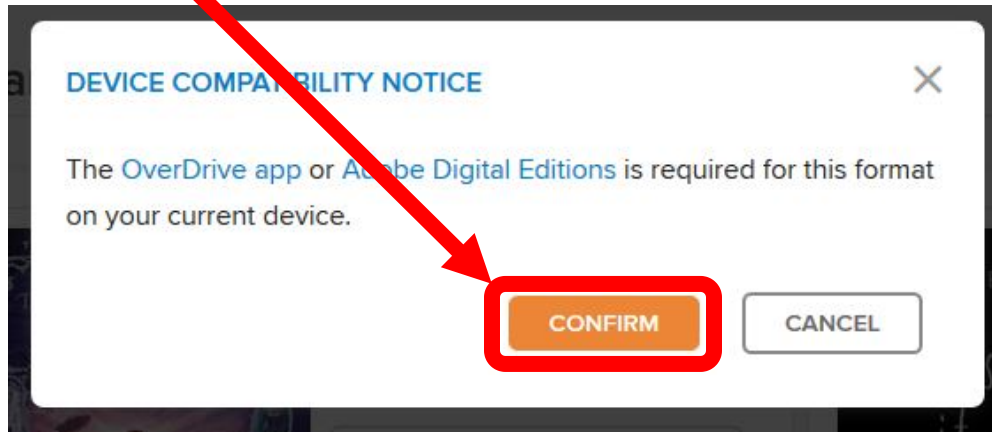 DEVICE COMPATIBILITY NOTICE
The OverDrive app or Adobe Digital Editions is required for this format
on your current device.
CONFIRM
CANCEL